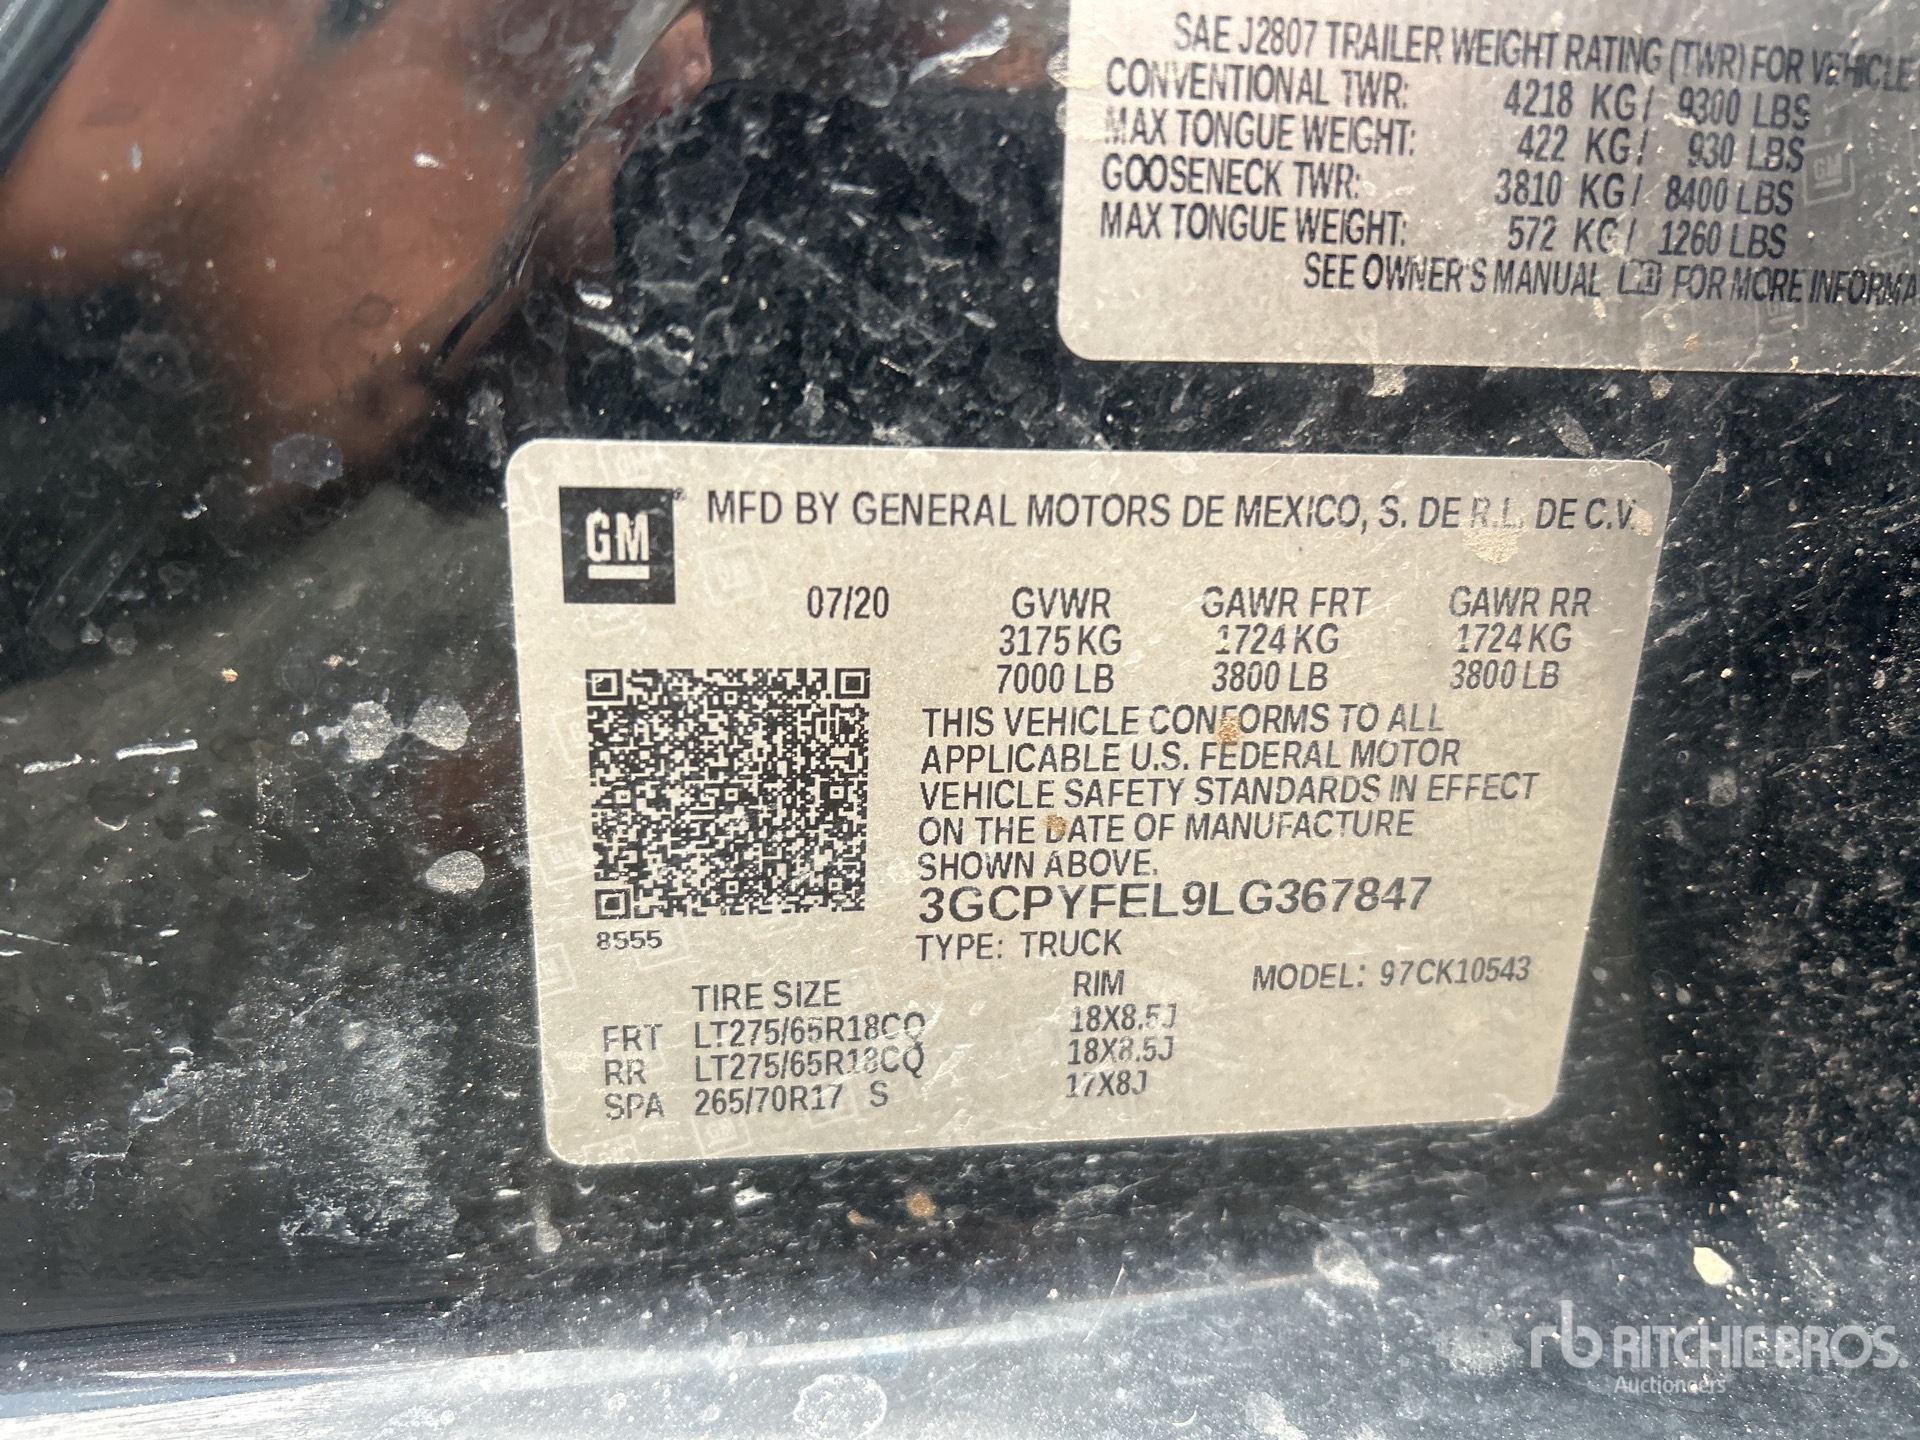 SAE J2807 TRAILER WEIGHT RATING (TWR) FOR VEHICLE
CONVENTIONAL TWR: 4218 KG / 9300 LBS
MAX TONGUE WEIGHT: 422 KG / 930 LBS
GOOSENECK TWR: 3810 KG / 8400 LBS
MAX TONGUE WEIGHT: 572 KG / 1260 LBS
SEE OWNER'S MANUAL FOR MORE INFORMA
GM® MFD BY GENERAL MOTORS DE MEXICO, S. DE R.L. DE C.V.
07/20 GVWR GAWR FRT GAWR RR
3175 KG 1724 KG 1724 KG
7000 LB 3800 LB 3800 LB
THIS VEHICLE CONFORMS TO ALL
APPLICABLE U.S. FEDERAL MOTOR
VEHICLE SAFETY STANDARDS IN EFFECT
ON THE DATE OF MANUFACTURE
SHOWN ABOVE.
3GCPYFEL9LG367847
8555
TYPE: TRUCK
TIRE SIZE RIM MODEL: 97CK10543
FRT LT275/65R18CQ 18X8.5J
RR LT275/65R18CQ 18X8.5J
SPA 265/70R17 S 17X8J
rb RITCHIE BROS.
Auctioneers